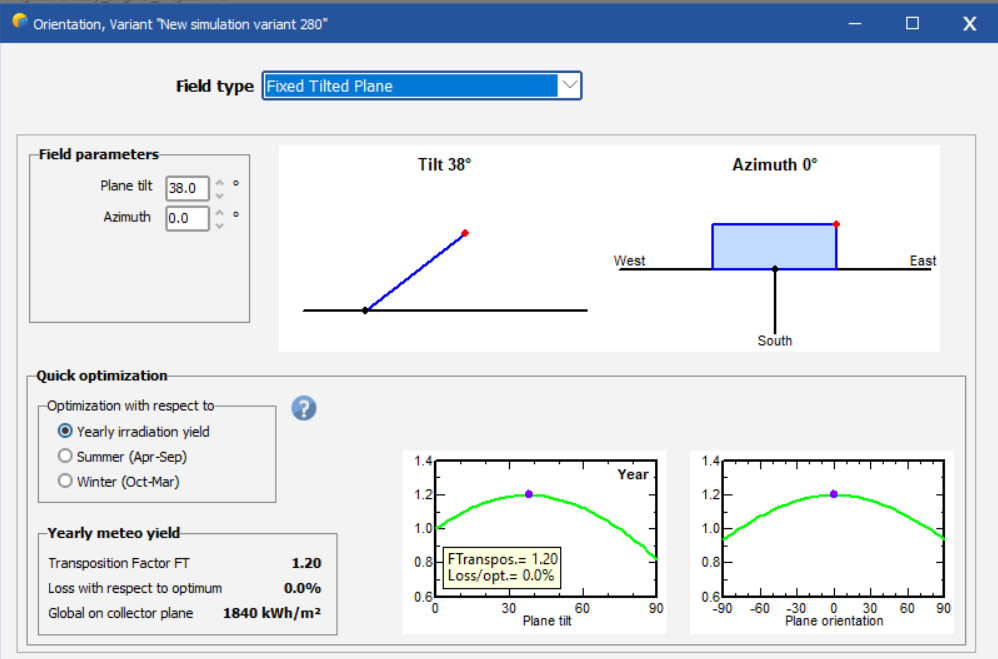 Orientation, Variant "New simulation variant 280"
Field type Fixed Tilted Plane
Field parameters
Plane tilt 38.0 °
Azimuth 0.0 °
Tilt 38°
Azimuth 0°
West
East
South
Quick optimization
Optimization with respect to
Yearly irradiation yield
Summer (Apr-Sep)
Winter (Oct-Mar)
?
Yearly meteo yield
Transposition Factor FT 1.20
Loss with respect to optimum 0.0%
Global on collector plane 1840 kWh/m²
Year
1.4
1.2
1.0
0.8
0.6
FTranspos.= 1.20
Loss/opt.= 0.0%
0 30 60 90
Plane tilt
1.4
1.2
1.0
0.8
0.6
-90 -60 -30 0 30 60 90
Plane orientation